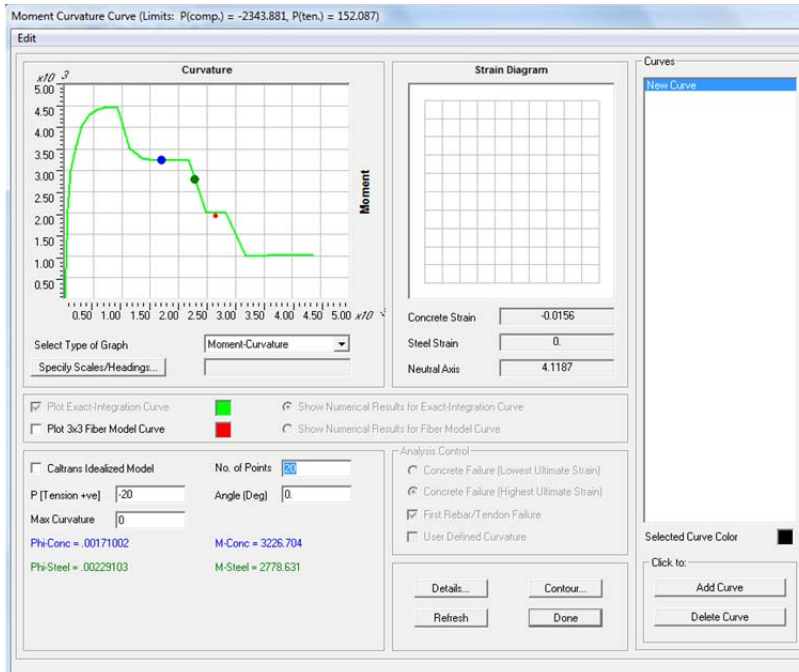 Moment Curvature Curve (Limits: P(comp.) = -2343.881, P(ten.) = 152.087)
Edit
Curvature
x10 3
5.00
4.50
4.00
3.50
3.00
2.50
2.00
1.50
1.00
0.50
Moment
0.50 1.00 1.50 2.00 2.50 3.00 3.50 4.00 4.50 5.00 x10
Select Type of Graph
Moment-Curvature
Specify Scales/Headings...
Strain Diagram
Concrete Strain
-0.0156
Steel Strain
0.
Neutral Axis
4.1187
Plot Exact-Integration Curve
Show Numerical Results for Exact-Integration Curve
Plot 3x3 Fiber Model Curve
Show Numerical Results for Fiber Model Curve
Caltrans Idealized Model
No. of Points
20
P [Tension +ve]
-20
Angle (Deg)
0.
Max Curvature
0
Phi-Conc = .00171002
M-Conc = 3226.704
Phi-Steel = .00229103
M-Steel = 2778.631
Analysis Control
Concrete Failure (Lowest Ultimate Strain)
Concrete Failure (Highest Ultimate Strain)
First Rebar/Tendon Failure
User Defined Curvature
Details...
Contour...
Refresh
Done
Curves
New Curve
Selected Curve Color
Click to:
Add Curve
Delete Curve